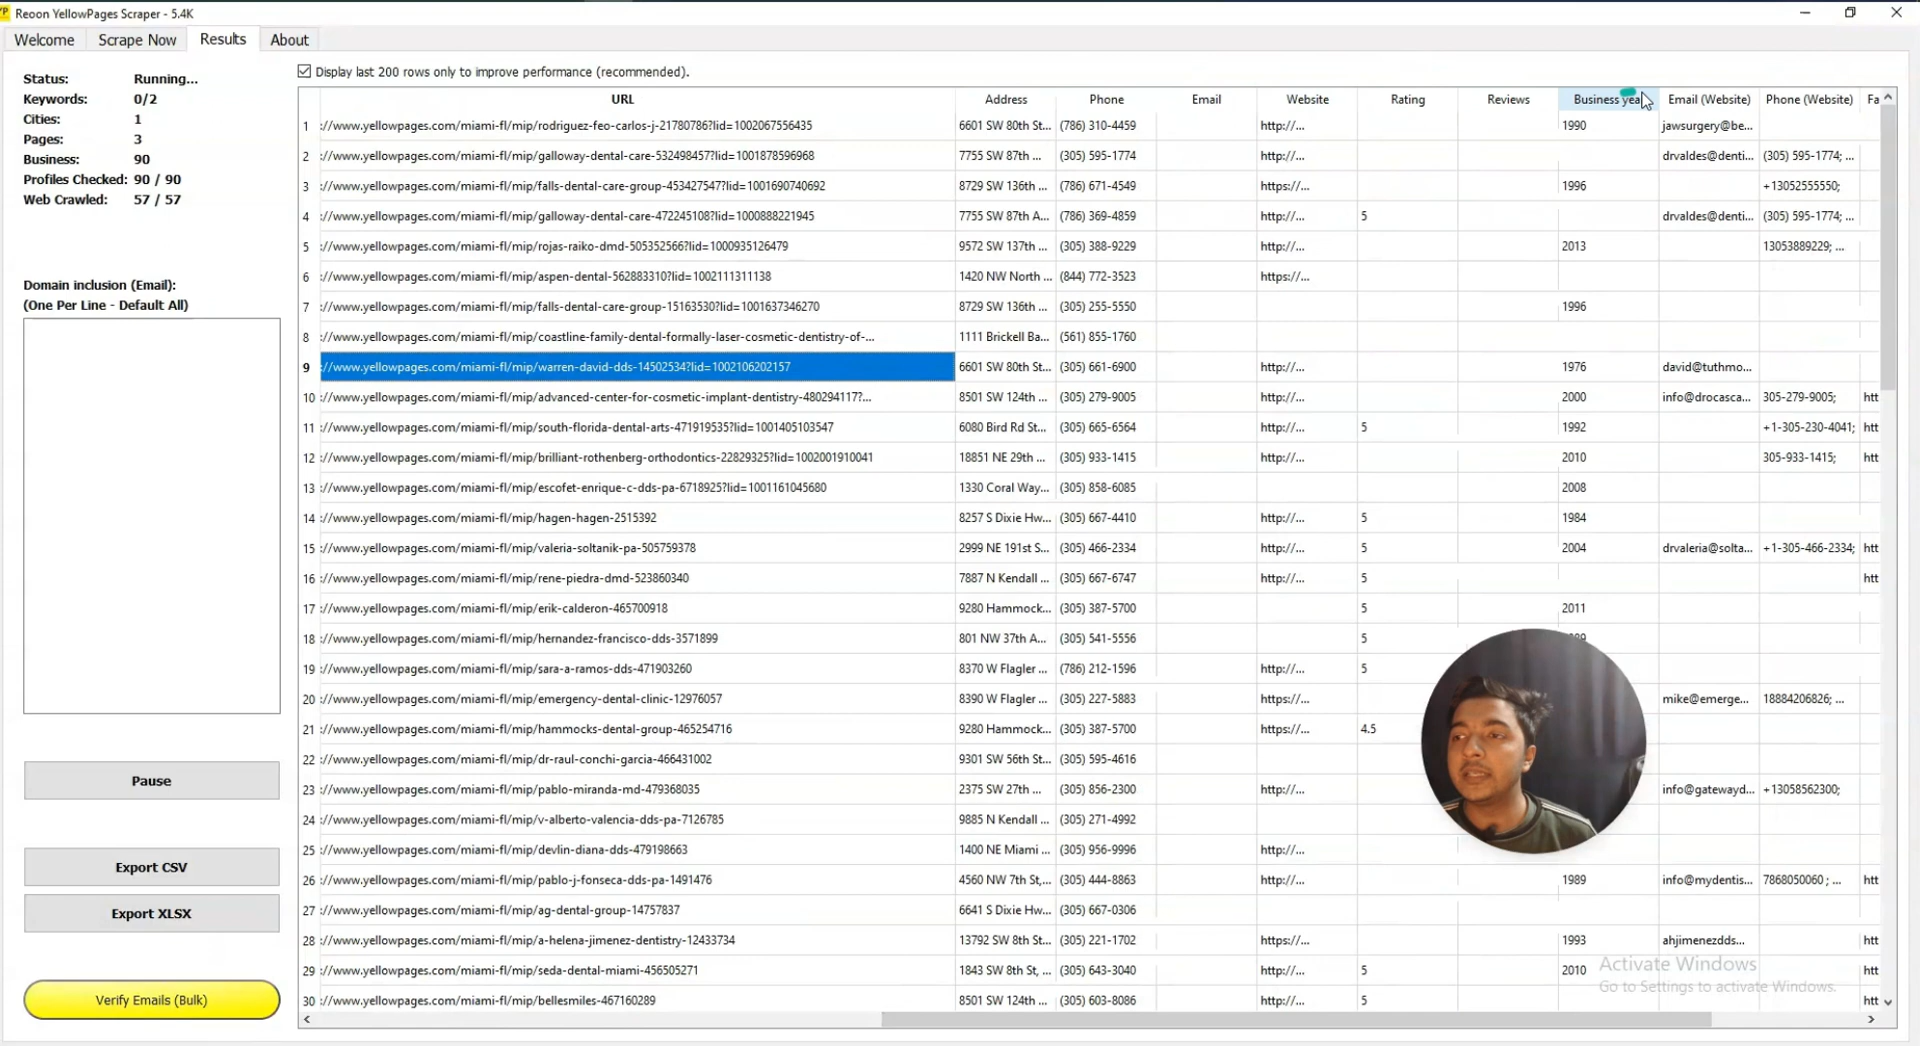 YP Reoon YellowPages Scraper - 5.4K
Welcome Scrape Now Results About
Status: Running...
Keywords: 0/2
Cities: 1
Pages: 3
Business: 90
Profiles Checked: 90 / 90
Web Crawled: 57 / 57
Domain inclusion (Email):
(One Per Line - Default All)
Pause
Export CSV
Export XLSX
Verify Emails (Bulk)
Display last 200 rows only to improve performance (recommended).
URL Address Phone Email Website Rating Reviews Business yea Email (Website) Phone (Website) Fa
1 ://www.yellowpages.com/miami-fl/mip/rodriguez-feo-carlos-j-21780786?lid=1002067556435 6601 SW 80th St... (786) 310-4459 http://... 1990 jawsurgery@be...
2 ://www.yellowpages.com/miami-fl/mip/galloway-dental-care-532498457?lid=1001878596968 7755 SW 87th ... (305) 595-1774 http://... drvaldes@denti... (305) 595-1774; ...
3 ://www.yellowpages.com/miami-fl/mip/falls-dental-care-group-453427547?lid=1001690740692 8729 SW 136th ... (786) 671-4549 https://... 1996 +13052555550;
4 ://www.yellowpages.com/miami-fl/mip/galloway-dental-care-472245108?lid=1000888221945 7755 SW 87th A... (786) 369-4859 http://... 5 drvaldes@denti... (305) 595-1774; ...
5 ://www.yellowpages.com/miami-fl/mip/rojas-raiko-dmd-505352566?lid=1000935126479 9572 SW 137th ... (305) 388-9229 http://... 2013 13053889229; ...
6 ://www.yellowpages.com/miami-fl/mip/aspen-dental-562883310?lid=1002111311138 1420 NW North ... (844) 772-3523 https://...
7 ://www.yellowpages.com/miami-fl/mip/falls-dental-care-group-15163530?lid=1001637346270 8729 SW 136th ... (305) 255-5550 1996
8 ://www.yellowpages.com/miami-fl/mip/coastline-family-dental-formally-laser-cosmetic-dentistry-of-... 1111 Brickell Ba... (561) 855-1760
9 ://www.yellowpages.com/miami-fl/mip/warren-david-dds-14502534?lid=1002106202157 6601 SW 80th St... (305) 661-6900 http://... 1976 david@tuthmo...
10 ://www.yellowpages.com/miami-fl/mip/advanced-center-for-cosmetic-implant-dentistry-480294117?... 8501 SW 124th ... (305) 279-9005 http://... 2000 info@drocasca... 305-279-9005; htt
11 ://www.yellowpages.com/miami-fl/mip/south-florida-dental-arts-471919535?lid=1001405103547 6080 Bird Rd St... (305) 665-6564 http://... 5 1992 +1-305-230-4041; htt
12 ://www.yellowpages.com/miami-fl/mip/brilliant-rothenberg-orthodontics-22829325?lid=1002001910041 18851 NE 29th ... (305) 933-1415 http://... 2010 305-933-1415; htt
13 ://www.yellowpages.com/miami-fl/mip/escofet-enrique-c-dds-pa-6718925?lid=1001161045680 1330 Coral Way... (305) 858-6085 2008
14 ://www.yellowpages.com/miami-fl/mip/hagen-hagen-2515392 8257 S Dixie Hw... (305) 667-4410 http://... 5 1984
15 ://www.yellowpages.com/miami-fl/mip/valeria-soltanik-pa-505759378 2999 NE 191st S... (305) 466-2334 http://... 5 2004 drvaleria@solta... +1-305-466-2334; htt
16 ://www.yellowpages.com/miami-fl/mip/rene-piedra-dmd-523860340 7887 N Kendall ... (305) 667-6747 http://... 5 htt
17 ://www.yellowpages.com/miami-fl/mip/erik-calderon-465700918 9280 Hammock... (305) 387-5700 5 2011
18 ://www.yellowpages.com/miami-fl/mip/hernandez-francisco-dds-3571899 801 NW 37th A... (305) 541-5556 5
19 ://www.yellowpages.com/miami-fl/mip/sara-a-ramos-dds-471903260 8370 W Flagler ... (786) 212-1596 http://... 5
20 ://www.yellowpages.com/miami-fl/mip/emergency-dental-clinic-12976057 8390 W Flagler ... (305) 227-5883 https://... mike@emerge... 18884206826; ...
21 ://www.yellowpages.com/miami-fl/mip/hammocks-dental-group-465254716 9280 Hammock... (305) 387-5700 https://... 4.5
22 ://www.yellowpages.com/miami-fl/mip/dr-raul-conchi-garcia-466431002 9301 SW 56th St... (305) 595-4616
23 ://www.yellowpages.com/miami-fl/mip/pablo-miranda-md-479368035 2375 SW 27th ... (305) 856-2300 http://... info@gatewayd... +13058562300;
24 ://www.yellowpages.com/miami-fl/mip/v-alberto-valencia-dds-pa-7126785 9885 N Kendall ... (305) 271-4992
25 ://www.yellowpages.com/miami-fl/mip/devlin-diana-dds-479198663 1400 NE Miami ... (305) 956-9996 http://...
26 ://www.yellowpages.com/miami-fl/mip/pablo-j-fonseca-dds-pa-1491476 4560 NW 7th St,... (305) 444-8863 http://... 1989 info@mydentis... 7868050060 ; ... htt
27 ://www.yellowpages.com/miami-fl/mip/ag-dental-group-14757837 6641 S Dixie Hw... (305) 667-0306
28 ://www.yellowpages.com/miami-fl/mip/a-helena-jimenez-dentistry-12433734 13792 SW 8th St... (305) 221-1702 https://... 1993 ahjimenezdds... htt
29 ://www.yellowpages.com/miami-fl/mip/seda-dental-miami-456505271 1843 SW 8th St, ... (305) 643-3040 http://... 5 2010 htt
30 ://www.yellowpages.com/miami-fl/mip/bellesmiles-467160289 8501 SW 124th ... (305) 603-8086 http://... 5 htt
Activate Windows
Go to Settings to activate Windows.